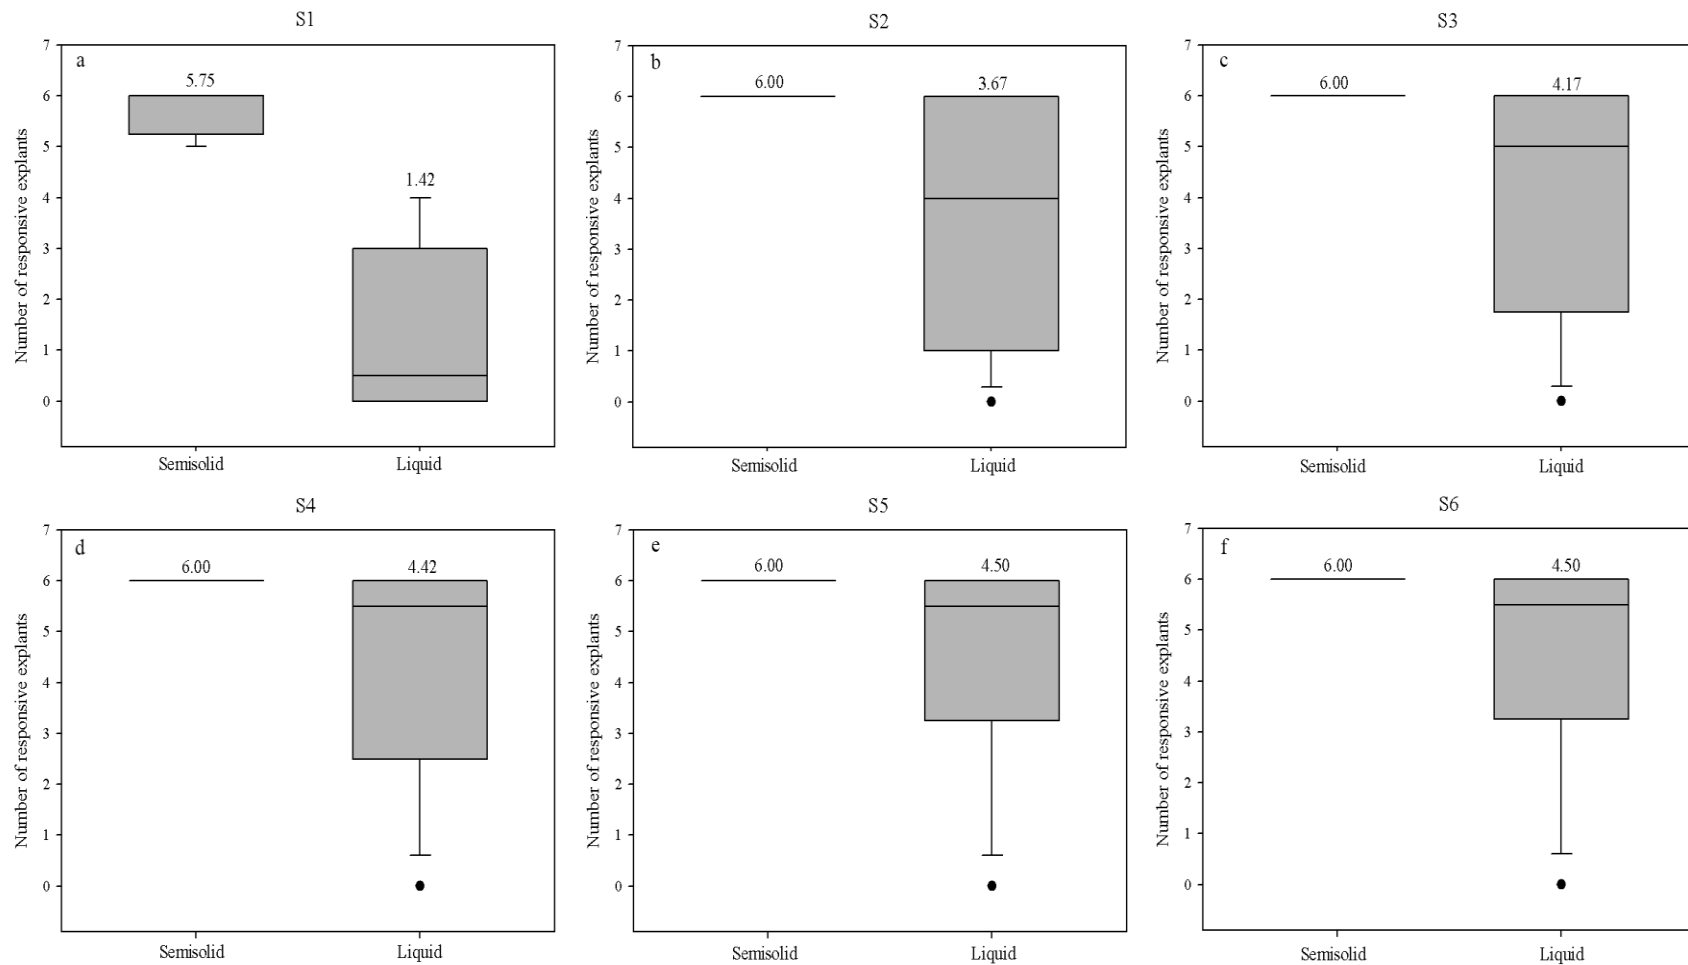 S1
a
5.75
1.42
7
6
5
4
3
2
1
0
Number of responsive explants
Semisolid
Liquid
S2
b
6.00
3.67
7
6
5
4
3
2
1
0
Number of responsive explants
Semisolid
Liquid
S3
c
6.00
4.17
7
6
5
4
3
2
1
0
Number of responsive explants
Semisolid
Liquid
S4
d
6.00
4.42
7
6
5
4
3
2
1
0
Number of responsive explants
Semisolid
Liquid
S5
e
6.00
4.50
7
6
5
4
3
2
1
0
Number of responsive explants
Semisolid
Liquid
S6
f
6.00
4.50
7
6
5
4
3
2
1
0
Number of responsive explants
Semisolid
Liquid